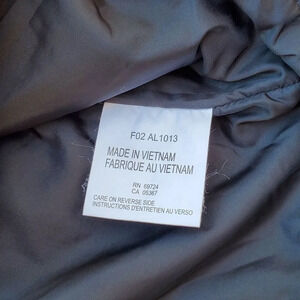 F02 AL1013
MADE IN VIETNAM
FABRIQUE AU VIETNAM
RN 69724
CA 05367
CARE ON REVERSE SIDE
INSTRUCTIONS D'ENTRETIEN AU VERSO